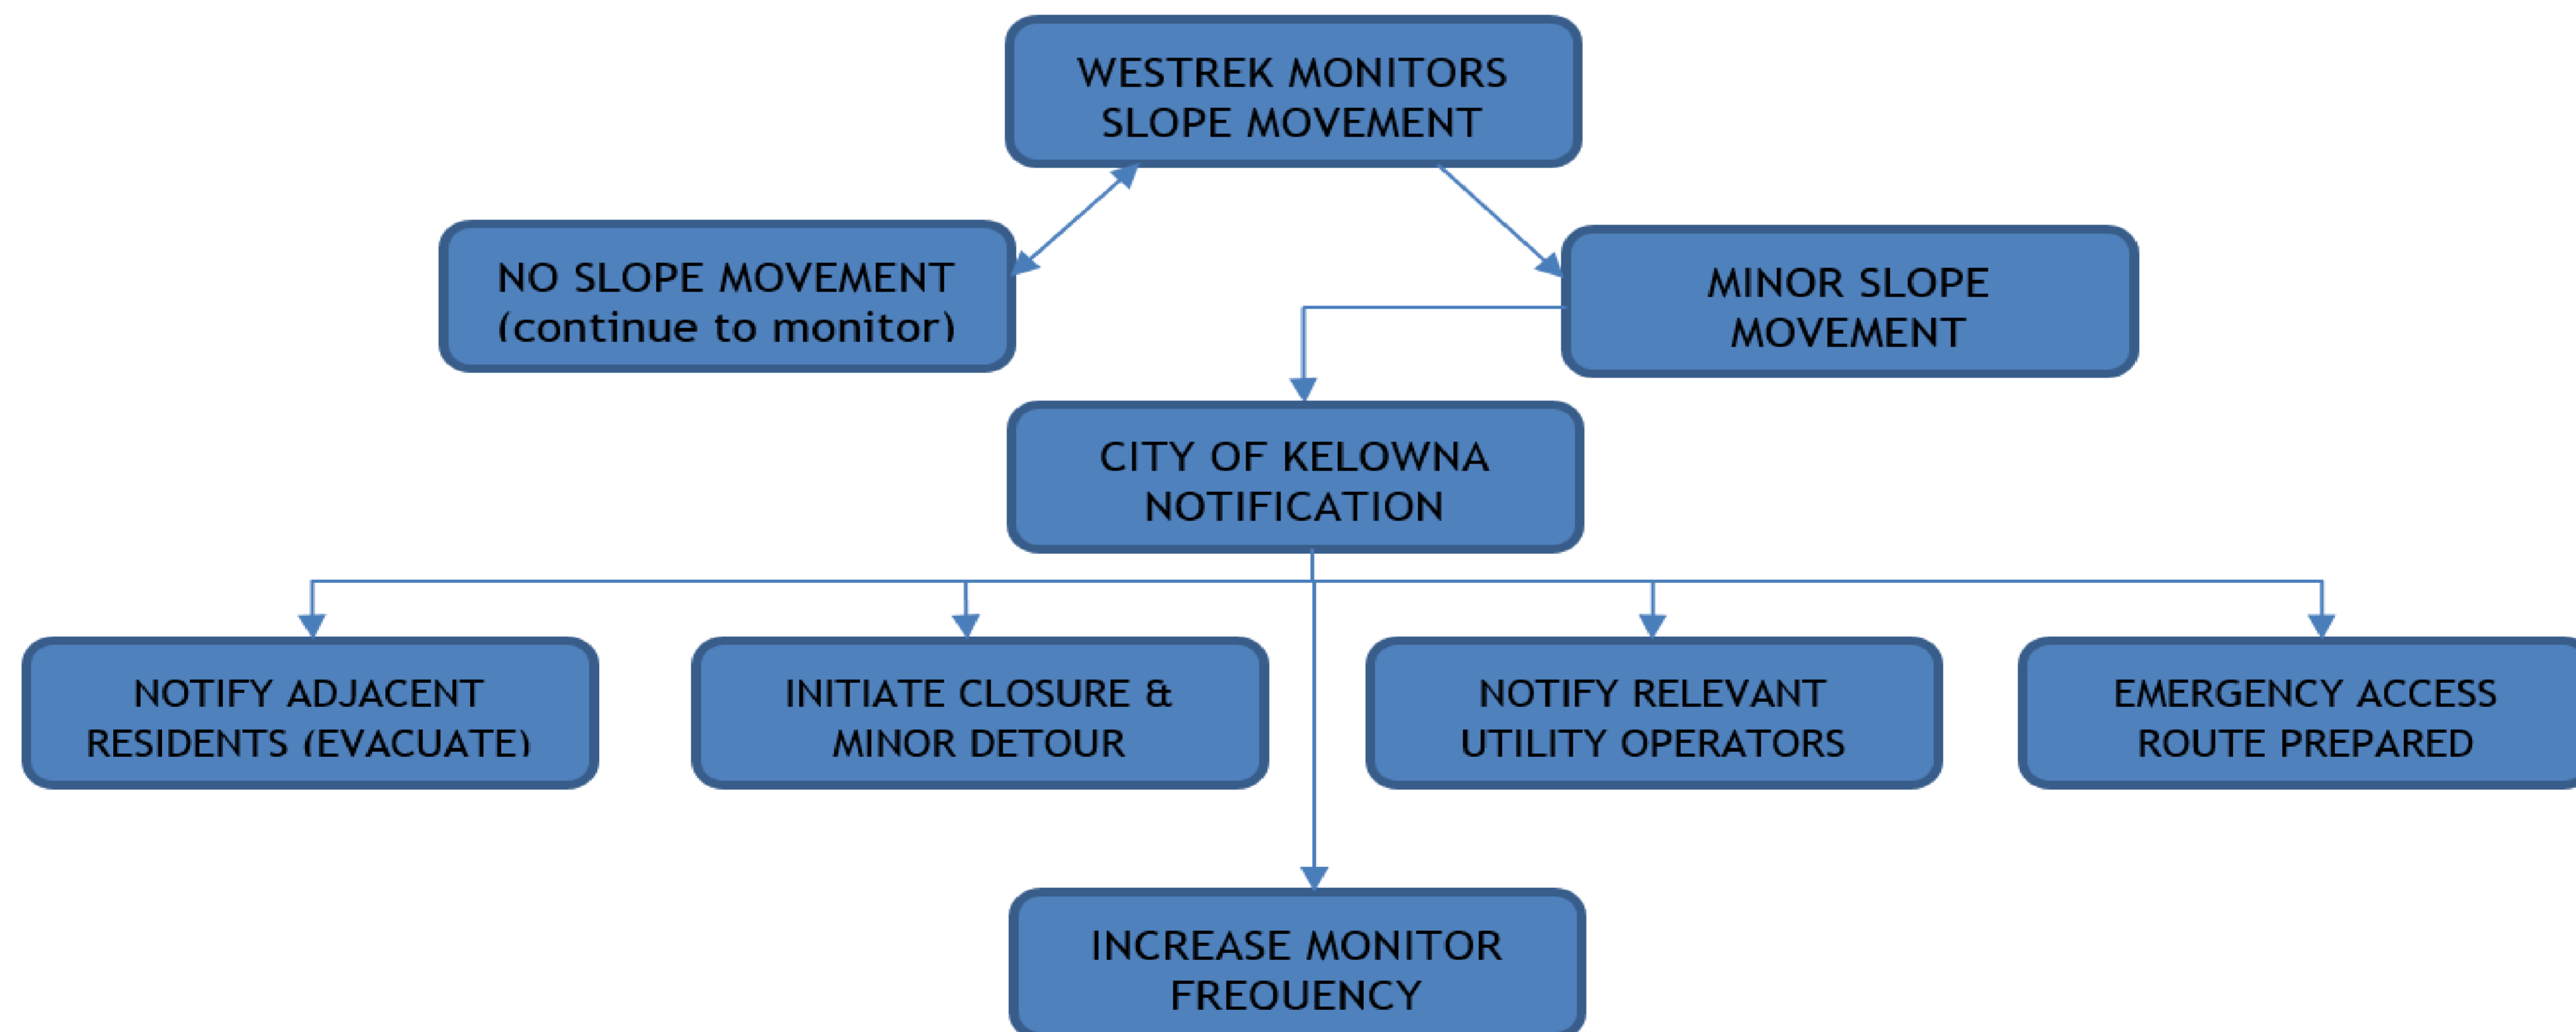 WESTREK MONITORS
SLOPE MOVEMENT
NO SLOPE MOVEMENT
(continue to monitor)
MINOR SLOPE
MOVEMENT
CITY OF KELOWNA
NOTIFICATION
NOTIFY ADJACENT
RESIDENTS (EVACUATE)
INITIATE CLOSURE &
MINOR DETOUR
NOTIFY RELEVANT
UTILITY OPERATORS
EMERGENCY ACCESS
ROUTE PREPARED
INCREASE MONITOR
FREQUENCY